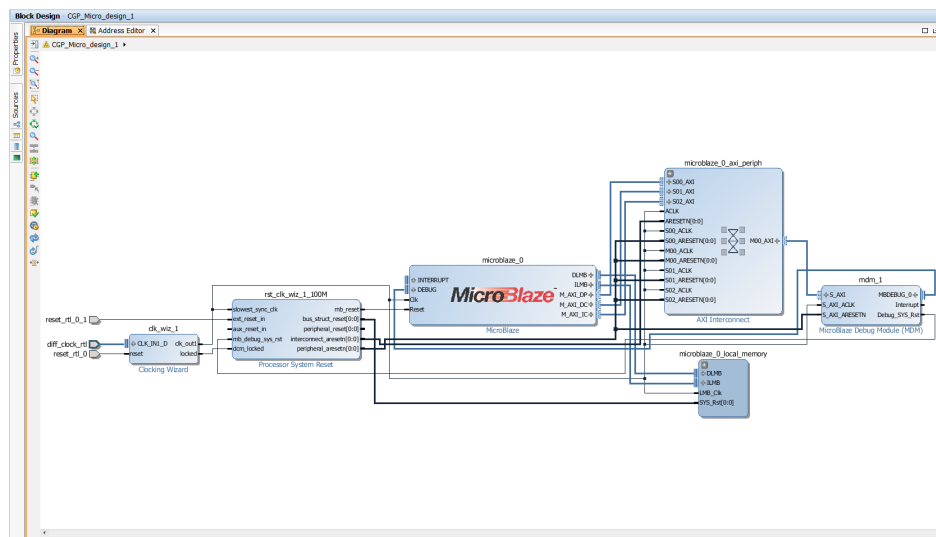 Block Design CGP_Micro_design_1
Properties
Sources
Diagram X Address Editor X
CGP_Micro_design_1
reset_rtl_0_1
diff_clock_rtl
reset_rtl_0
clk_wiz_1
CLK_IN1_D clk_out1
reset locked
Clocking Wizard
rst_clk_wiz_1_100M
slowest_sync_clk mb_reset
ext_reset_in bus_struct_reset[0:0]
aux_reset_in peripheral_reset[0:0]
mb_debug_sys_rst interconnect_aresetn[0:0]
dcm_locked peripheral_aresetn[0:0]
Processor System Reset
microblaze_0
INTERRUPT
DEBUG
Clk
Reset
MicroBlaze
DLMB
ILMB
M_AXI_DP
M_AXI_DC
M_AXI_IC
MicroBlaze
microblaze_0_axi_periph
S00_AXI
S01_AXI
S02_AXI
ACLK
ARESETN[0:0]
S00_ACLK
S00_ARESETN[0:0] M00_AXI
M00_ACLK
M00_ARESETN[0:0]
S01_ACLK
S01_ARESETN[0:0]
S02_ACLK
S02_ARESETN[0:0]
AXI Interconnect
microblaze_0_local_memory
DLMB
ILMB
LMB_Clk
SYS_Rst[0:0]
mdm_1
S_AXI MBDEBUG_0
S_AXI_ACLK Interrupt
S_AXI_ARESETN Debug_SYS_Rst
MicroBlaze Debug Module (MDM)